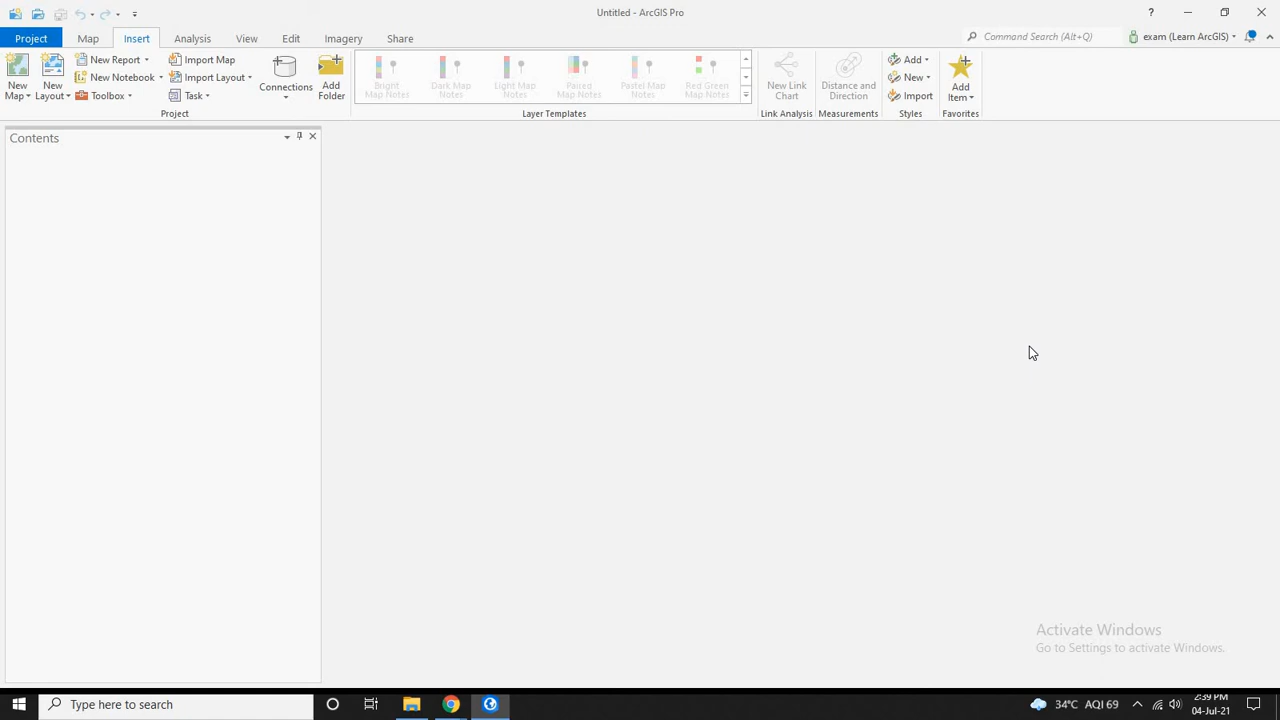 Untitled - ArcGIS Pro
?
Project Map Insert Analysis View Edit Imagery Share
Command Search (Alt+Q)
exam (Learn ArcGIS)
New Map
New Layout
New Report
New Notebook
Toolbox
Import Map
Import Layout
Task
Connections
Add Folder
Project
Bright Map Notes
Dark Map Notes
Light Map Notes
Paired Map Notes
Pastel Map Notes
Red Green Map Notes
Layer Templates
New Link Chart
Link Analysis
Distance and Direction
Measurements
Add
New
Import
Styles
Add Item
Favorites
Contents
Activate Windows
Go to Settings to activate Windows.
Type here to search
34°C AQI 69
2:39 PM
04-Jul-21